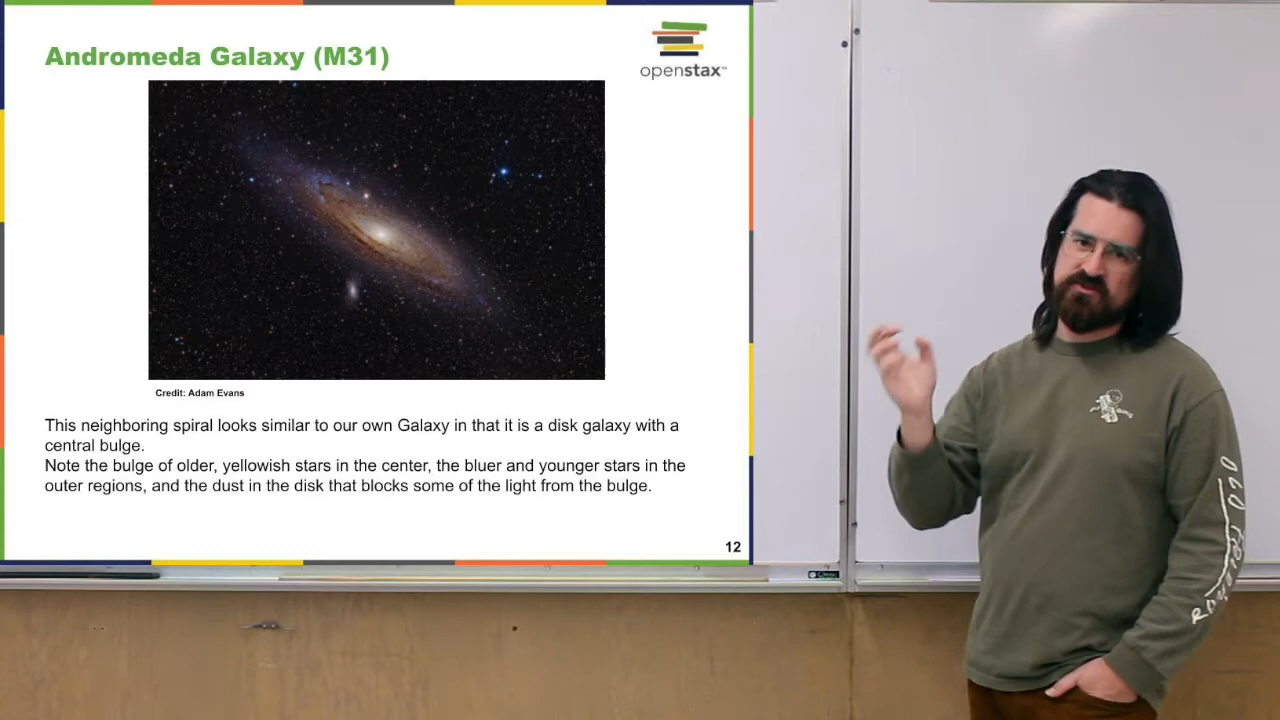 Andromeda Galaxy (M31)
openstax™
Credit: Adam Evans
This neighboring spiral looks similar to our own Galaxy in that it is a disk galaxy with a
central bulge.
Note the bulge of older, yellowish stars in the center, the bluer and younger stars in the
outer regions, and the dust in the disk that blocks some of the light from the bulge.
12
OLD FRIENDS